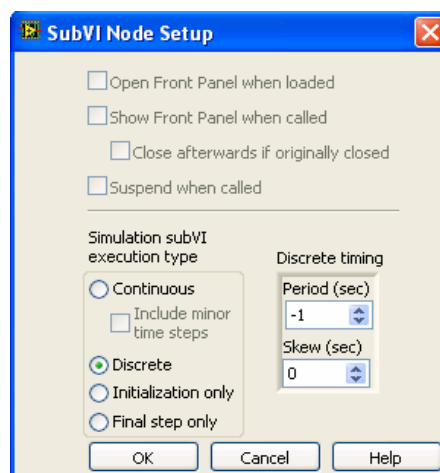 SubVI Node Setup
Open Front Panel when loaded
Show Front Panel when called
Close afterwards if originally closed
Suspend when called
Simulation subVI
execution type
Continuous
Include minor
time steps
Discrete
Initialization only
Final step only
Discrete timing
Period (sec)
-1
Skew (sec)
0
OK
Cancel
Help